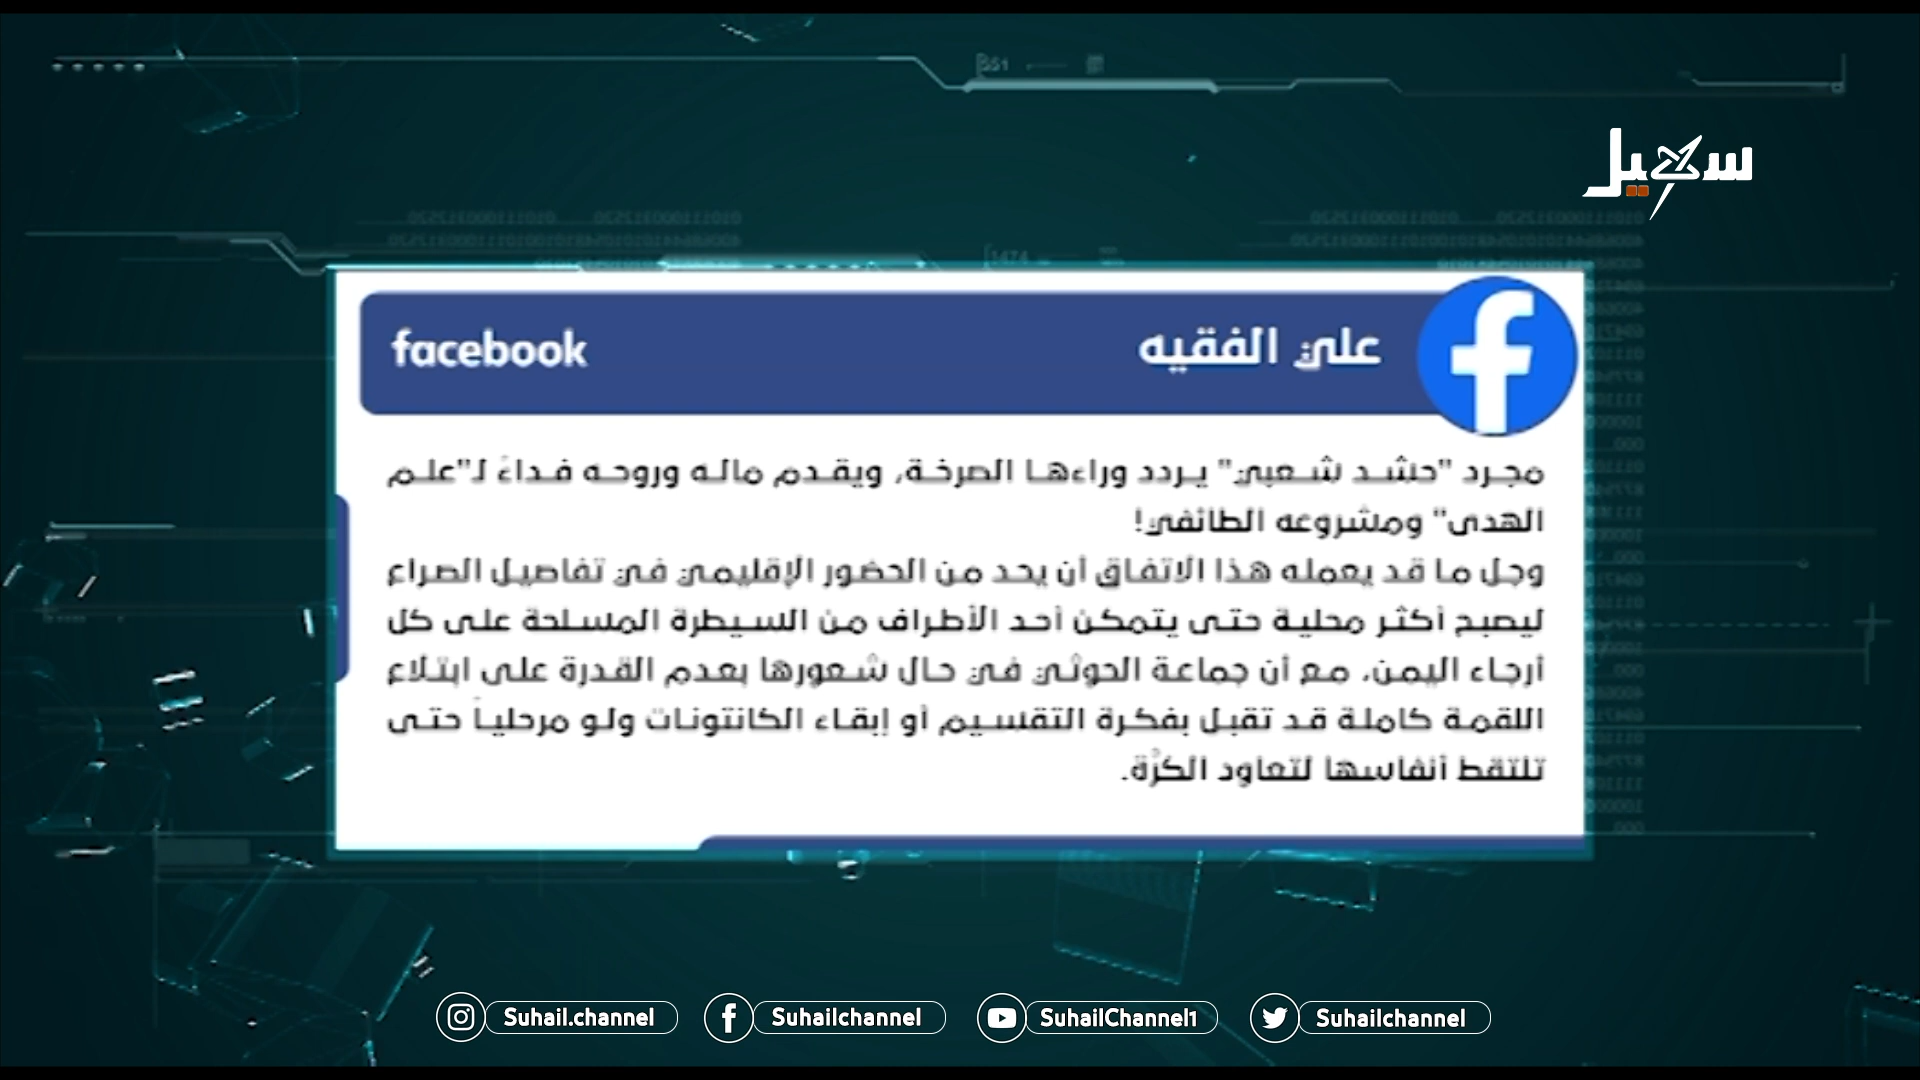 سهيل
علي الفقيه
facebook
مجرد "حشد شعبي" يردد وراءها الصرخة، ويقدم ماله وروحه فداءً لـ"علم
الهدى" ومشروعه الطائفي!
وجل ما قد يعمله هذا الاتفاق أن يحد من الحضور الإقليمي في تفاصيل الصراع
ليصبح أكثر محلية حتى يتمكن أحد الأطراف من السيطرة المسلحة على كل
أرجاء اليمن، مع أن جماعة الحوثي في حال شعورها بعدم القدرة على ابتلاع
اللقمة كاملة قد تقبل بفكرة التقسيم أو إبقاء الكانتونات ولو مرحلياً حتى
تلتقط أنفاسها لتعاود الكرَّة.
Suhail.channel
Suhailchannel
SuhailChannel1
Suhailchannel